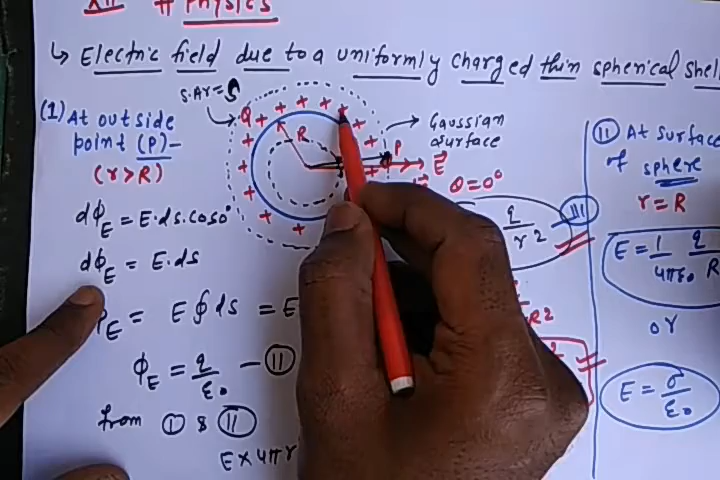 XII # Physics
↳ Electric field due to a uniformly charged thin spherical shell
S.Ar =
(1) At outside
point (P)-
(r > R)
Q
R
Gaussian
surface
P
E⃗
θ = 0°
dϕE = E.ds.cos0°
dϕE = E.ds
ϕE = E∮ds = E
ϕE = q/ε₀ — (II)
from (I) & (II)
E × 4πr
q/r² — (III)
R²
(II) At surface
of sphere
r = R
E = 1/4πε₀ q/R
or
E = σ/ε₀